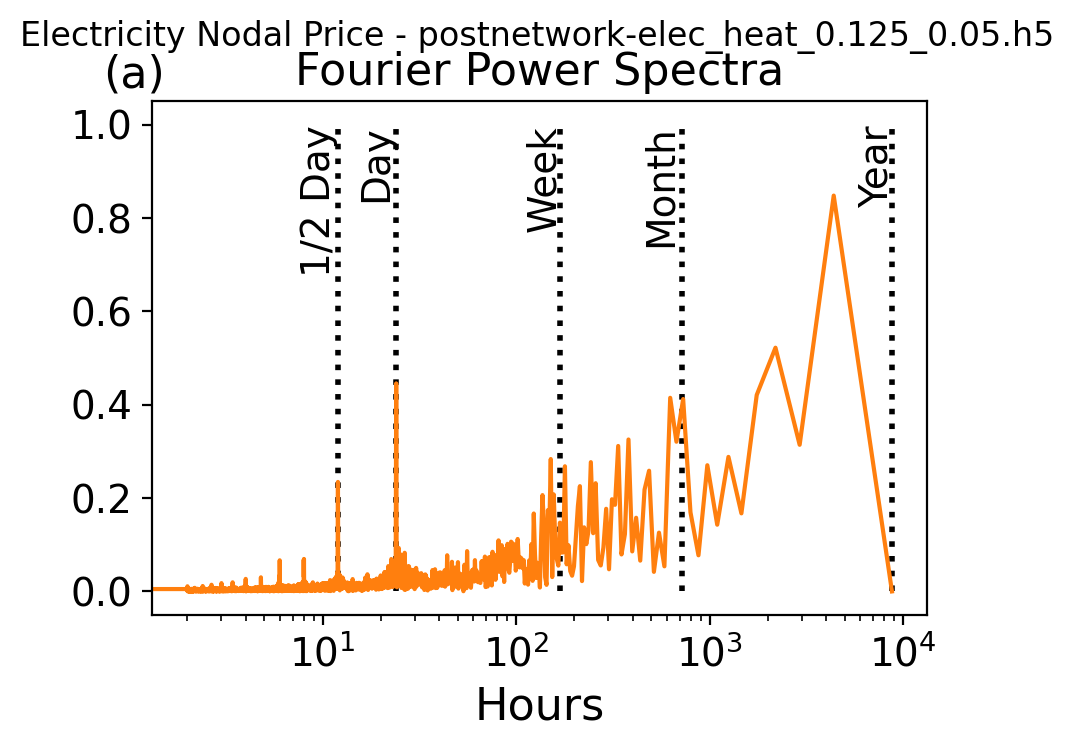 Electricity Nodal Price - postnetwork-elec_heat_0.125_0.05.h5
(a)
Fourier Power Spectra
1.0
0.8
0.6
0.4
0.2
0.0
1/2 Day
Day
Week
Month
Year
10¹
10²
10³
10⁴
Hours